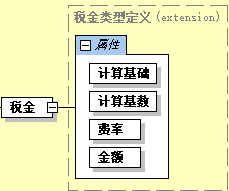 税金类型定义 (extension)
属性
计算基础
计算基数
税金
费率
金额